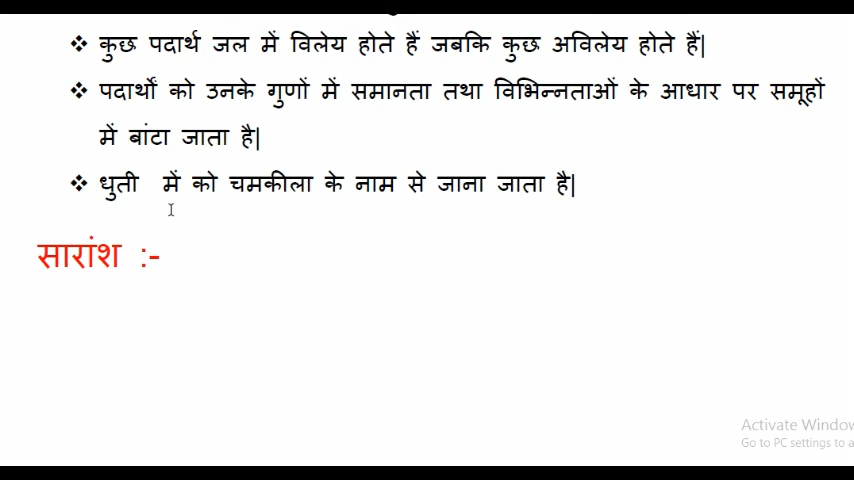 ❖ कुछ पदार्थ जल में विलेय होते हैं जबकि कुछ अविलेय होते हैं|
❖ पदार्थों को उनके गुणों में समानता तथा विभिन्नताओं के आधार पर समूहों
में बांटा जाता है|
❖ धुती में को चमकीला के नाम से जाना जाता है|
सारांश :-
Activate Window
Go to PC settings to a